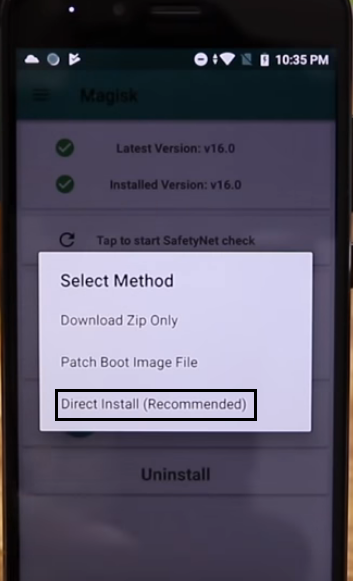 10:35 PM
Magisk
Latest Version: v16.0
Installed Version: v16.0
Tap to start SafetyNet check
Select Method
Download Zip Only
Patch Boot Image File
Direct Install (Recommended)
Uninstall